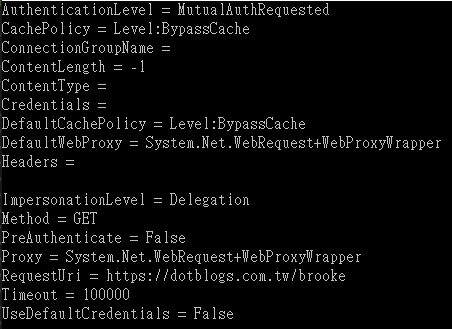 AuthenticationLevel = MutualAuthRequested
CachePolicy = Level:BypassCache
ConnectionGroupName =
ContentLength = -1
ContentType =
Credentials =
DefaultCachePolicy = Level:BypassCache
DefaultWebProxy = System.Net.WebRequest+WebProxyWrapper
Headers =
ImpersonationLevel = Delegation
Method = GET
PreAuthenticate = False
Proxy = System.Net.WebRequest+WebProxyWrapper
RequestUri = https://dotblogs.com.tw/brooke
Timeout = 100000
UseDefaultCredentials = False